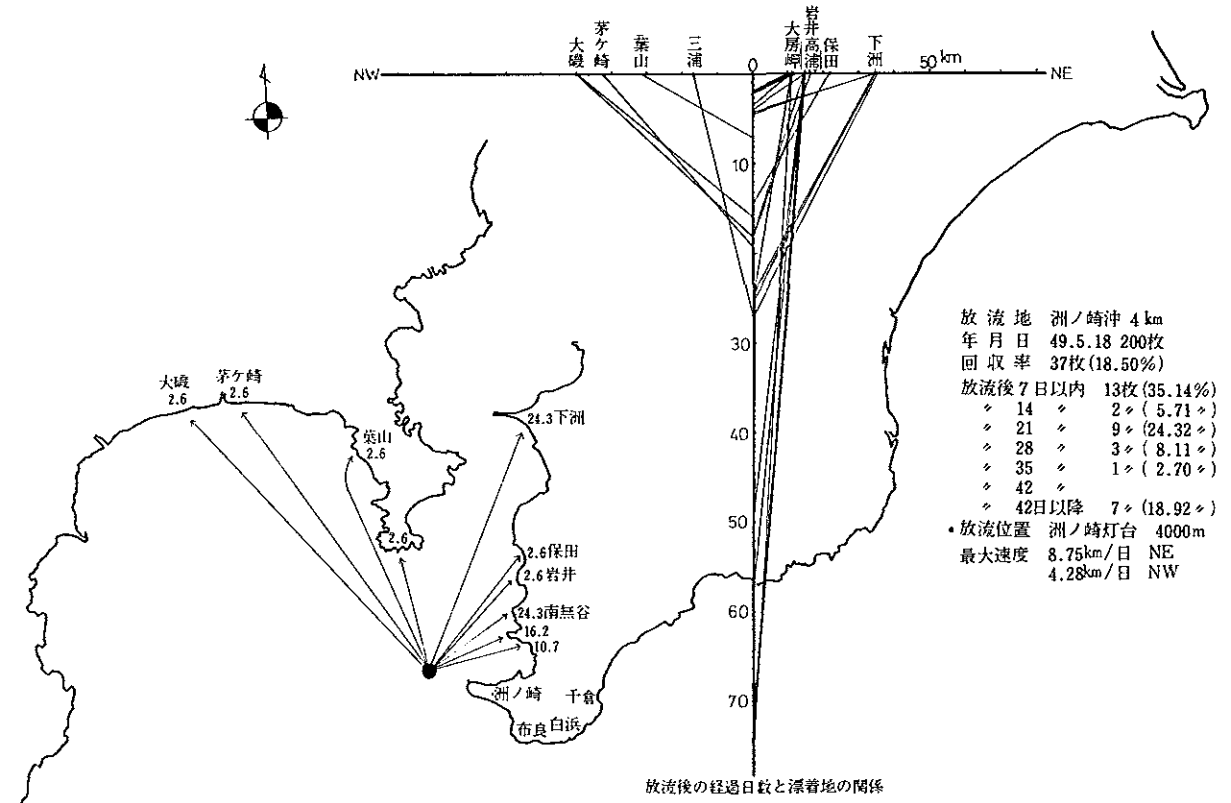 大磯
茅ケ崎
葉山
三浦
0
大房岬
岩井
高浦
保田
下洲
50 km
NW
NE
10
30
40
50
60
70
大磯
2.6
茅ケ崎
2.6
葉山
2.6
2.6
24.3下洲
2.6保田
2.6岩井
24.3南無谷
16.2
10.7
洲ノ崎
千倉
布良
白浜
放流地 洲ノ崎沖 4km
年月日 49.5.18 200枚
回収率 37枚(18.50%)
放流後 7日以内 13枚(35.14%)
〃 14 〃 2〃( 5.71〃)
〃 21 〃 9〃(24.32〃)
〃 28 〃 3〃( 8.11〃)
〃 35 〃 1〃( 2.70〃)
〃 42 〃
〃 42日以降 7〃(18.92〃)
•放流位置 洲ノ崎灯台 4000m
最大速度 8.75km/日 NE
4.28km/日 NW
放流後の経過日数と漂着地の関係